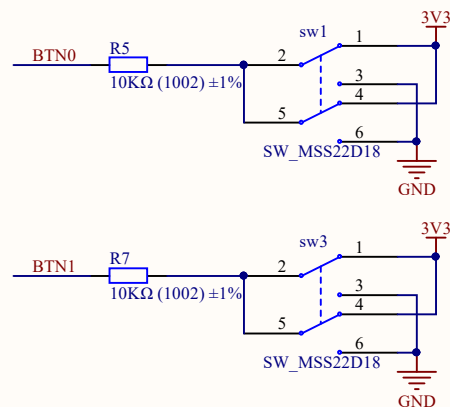 3V3
sw1
BTN0
R5
2
1
10KΩ (1002) ±1%
3
4
5
6
SW_MSS22D18
GND
3V3
sw3
BTN1
R7
2
1
10KΩ (1002) ±1%
3
4
5
6
SW_MSS22D18
GND